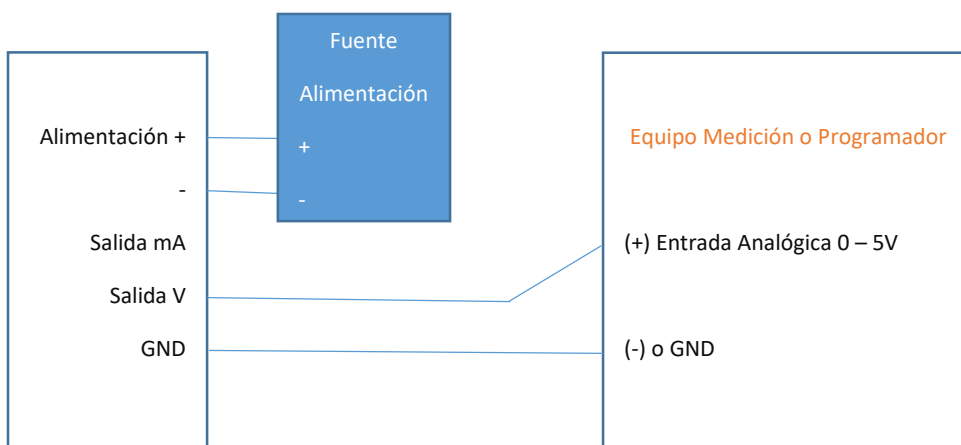 Fuente
Alimentación
+
-
Alimentación +
-
Salida mA
Salida V
GND
Equipo Medición o Programador
(+) Entrada Analógica 0 – 5V
(-) o GND